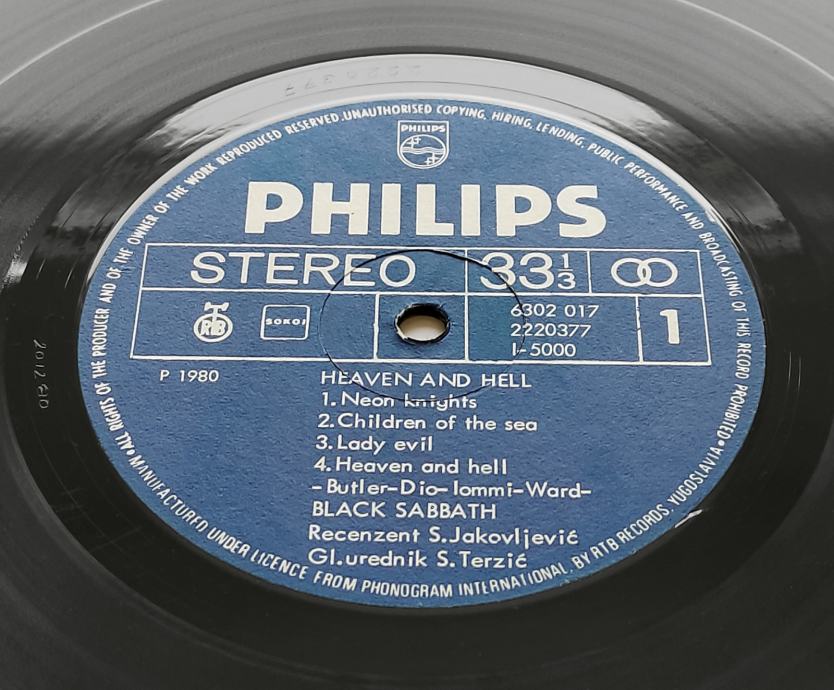 •ALL RIGHTS OF THE PRODUCER AND OF THE OWNER OF THE WORK REPRODUCED RESERVED. UNAUTHORISED COPYING, HIRING, LENDING, PUBLIC PERFORMANCE AND BROADCASTING OF THIS RECORD PROHIBITED•
PHILIPS
PHILIPS
STEREO 33 1/3
RTB SOKOJ
6302 017
2220377
I-5000
1
P 1980
HEAVEN AND HELL
1. Neon knights
2. Children of the sea
3. Lady evil
4. Heaven and hell
-Butler-Dio-Iommi-Ward-
BLACK SABBATH
Recenzent S.Jakovljević
Gl.urednik S.Terzić
MANUFACTURED UNDER LICENCE FROM PHONOGRAM INTERNATIONAL, BY RTB RECORDS, YUGOSLAVIA